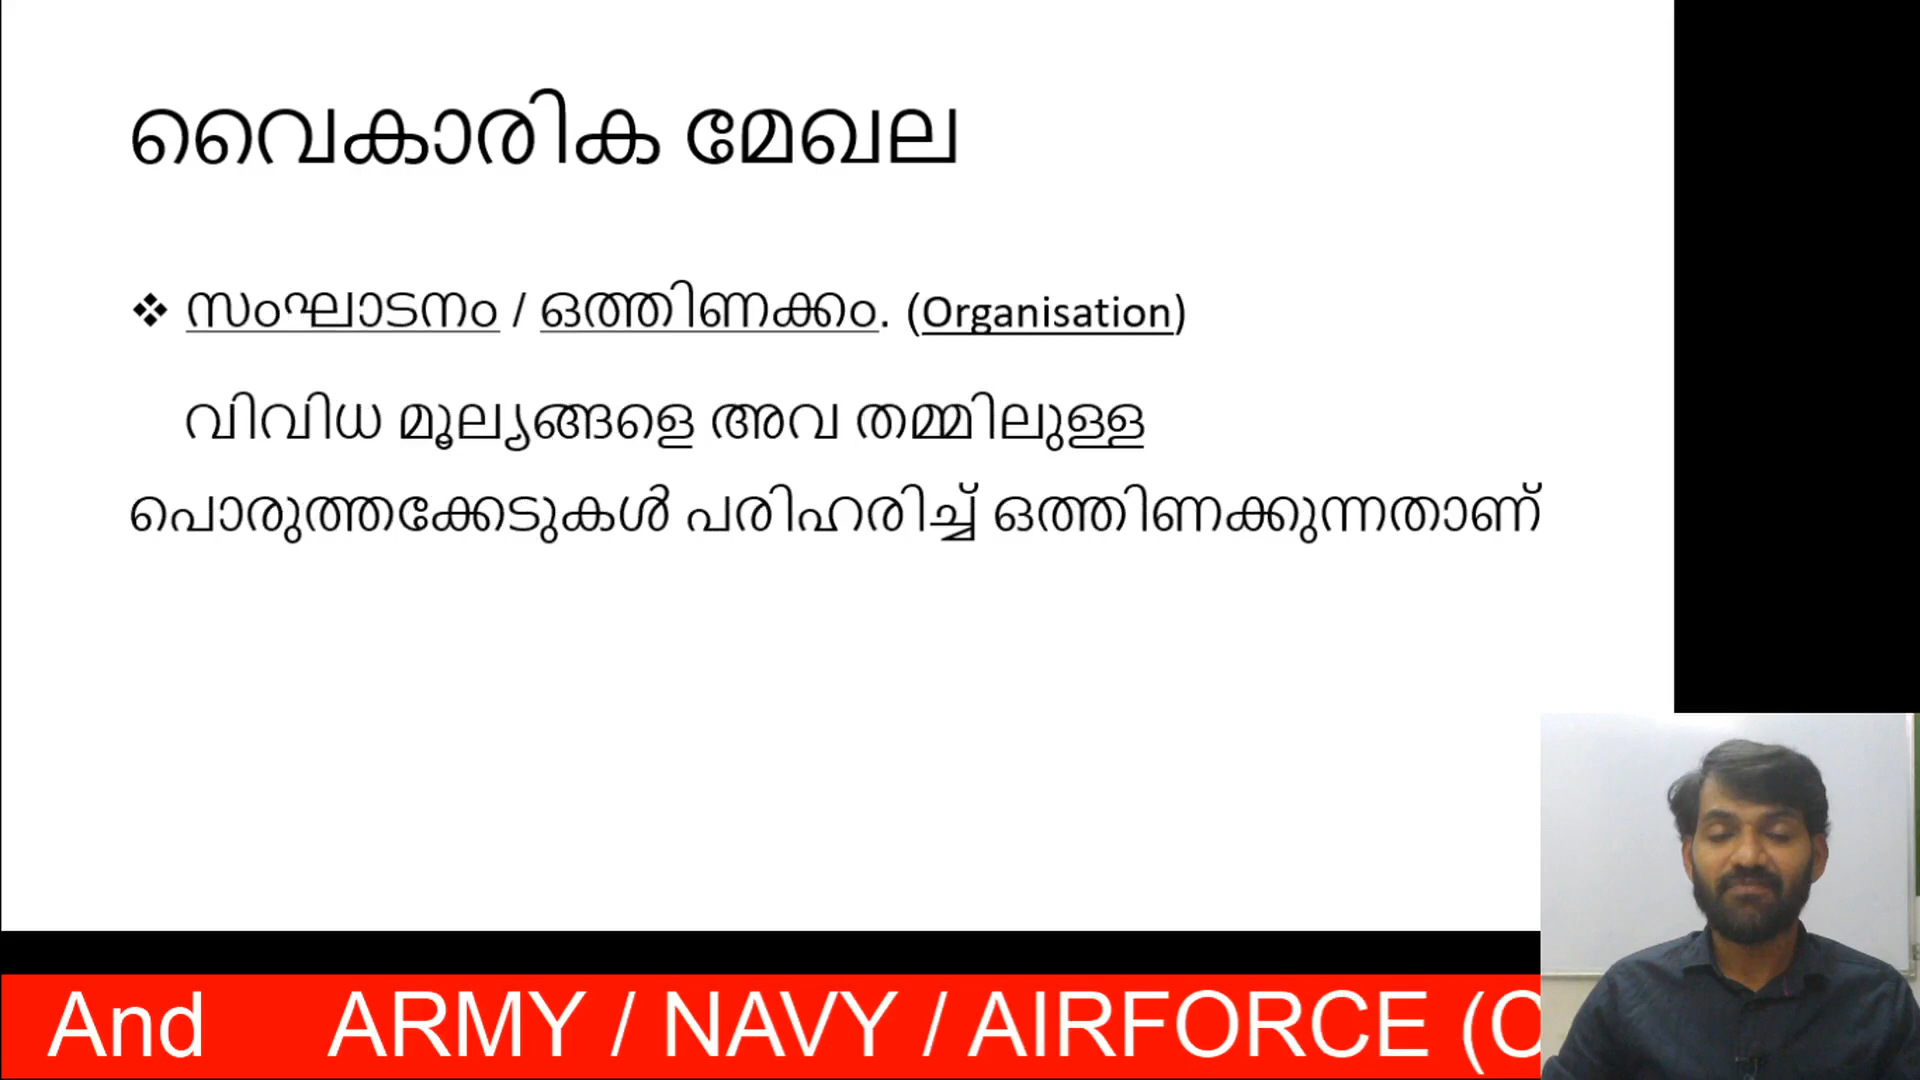 വൈകാരിക മേഖല
❖ സംഘാടനം / ഒത്തിണക്കം. (Organisation)
വിവിധ മൂല്യങ്ങളെ അവ തമ്മിലുള്ള
പൊരുത്തക്കേടുകൾ പരിഹരിച്ച് ഒത്തിണക്കുന്നതാണ്
And ARMY / NAVY / AIRFORCE (